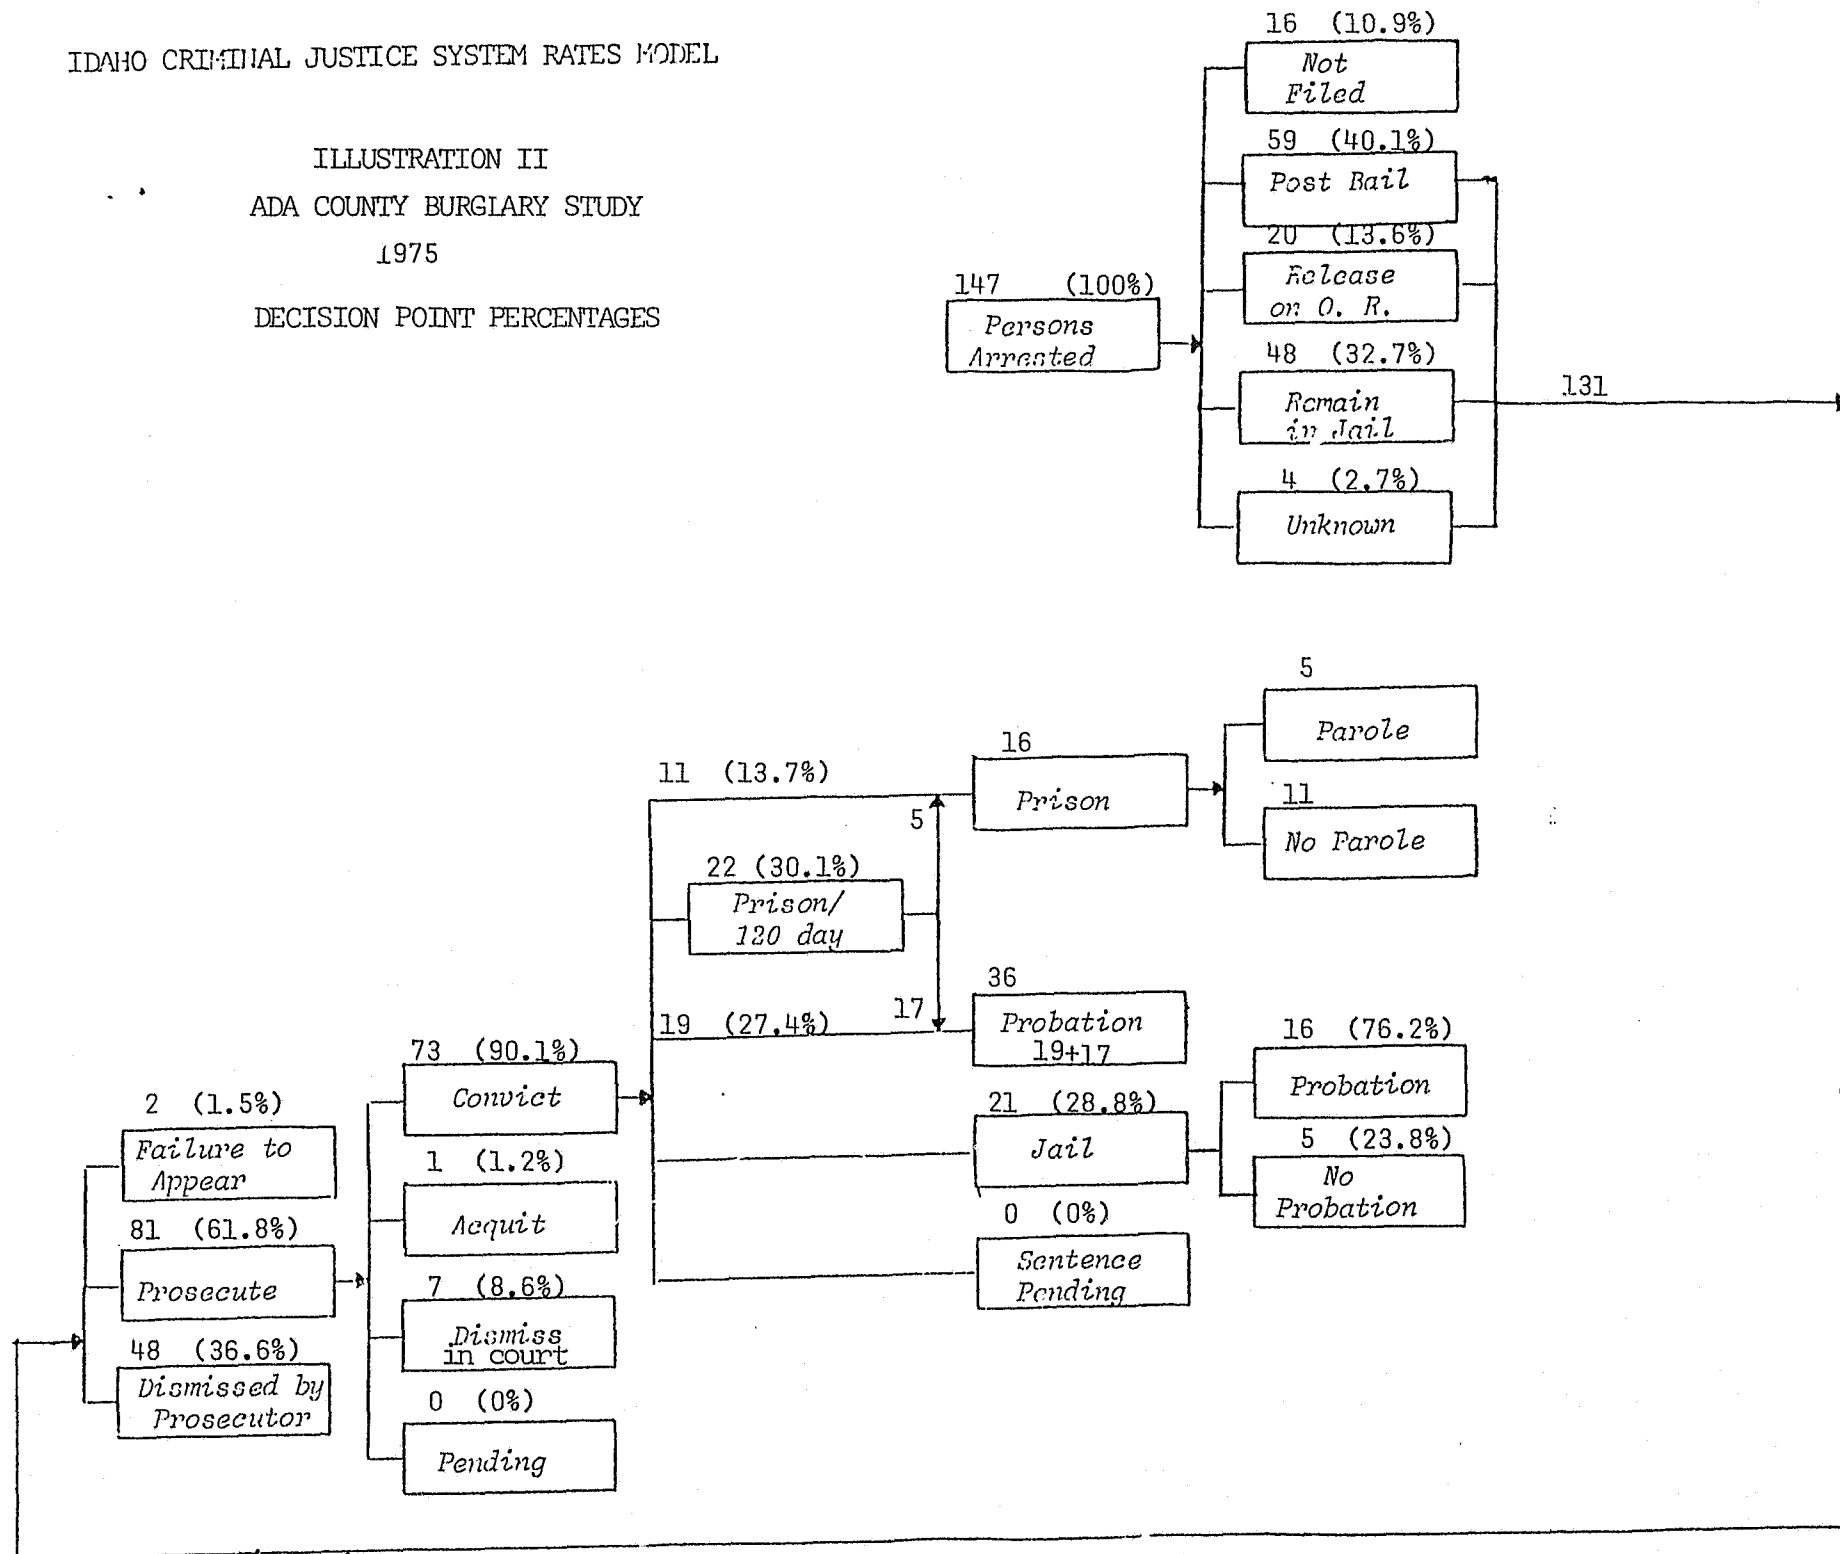 IDAHO CRIMINAL JUSTICE SYSTEM RATES MODEL
ILLUSTRATION II
ADA COUNTY BURGLARY STUDY
1975
DECISION POINT PERCENTAGES
147 (100%)
Persons
Arrested
16 (10.9%)
Not
Filed
59 (40.1%)
Post Bail
20 (13.6%)
Release
on O. R.
48 (32.7%)
Remain
in Jail
4 (2.7%)
Unknown
131
2 (1.5%)
Failure to
Appear
81 (61.8%)
Prosecute
48 (36.6%)
Dismissed by
Prosecutor
73 (90.1%)
Convict
1 (1.2%)
Acquit
7 (8.6%)
Dismiss
in court
0 (0%)
Pending
11 (13.7%)
5
22 (30.1%)
Prison/
120 day
19 (27.4%)
17
16
Prison
36
Probation
19+17
21 (28.8%)
Jail
0 (0%)
Sentence
Pending
5
Parole
11
No Parole
16 (76.2%)
Probation
5 (23.8%)
No
Probation